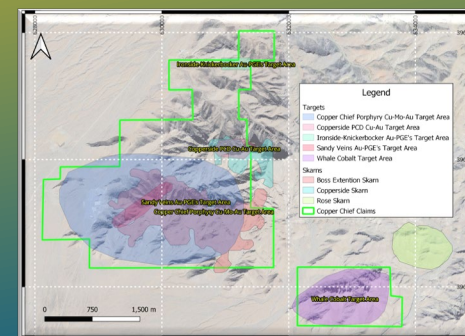 Ironside-Knickerbocker Au-PGE's Target Area
Copperside PCD Cu-Au Target Area
Sandy Veins Au-PGE's Target Area
Copper Chief Porphyry Cu-Mo-Au Target Area
Whale Cobalt Target Area
Legend
Targets
Copper Chief Porphyry Cu-Mo-Au Target Area
Copperside PCD Cu-Au Target Area
Ironside-Knickerbocker Au-PGE's Target Area
Sandy Veins Au-PGE's Target Area
Whale Cobalt Target Area
Skarns
Boss Extention Skarn
Copperside Skarn
Rose Skarn
Copper Chief Claims
0 750 1,500 m